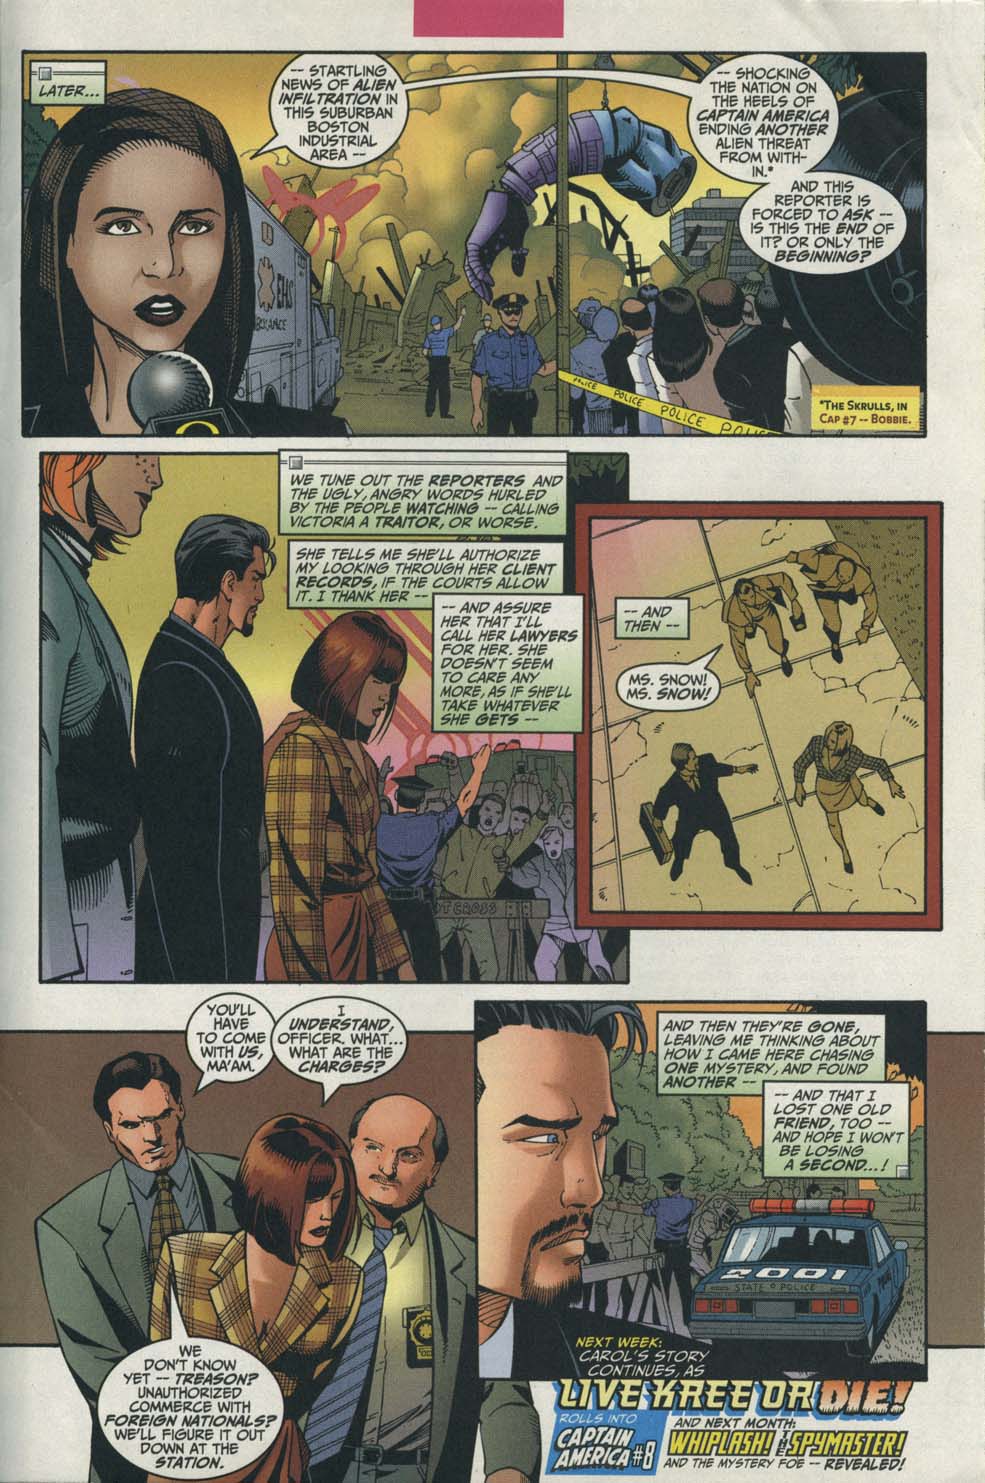 LATER...
-- STARTLING
NEWS OF ALIEN
INFILTRATION IN
THIS SUBURBAN
BOSTON
INDUSTRIAL
AREA --
-- SHOCKING
THE NATION ON
THE HEELS OF
CAPTAIN AMERICA
ENDING ANOTHER
ALIEN THREAT
FROM WITH-
IN.*
AND THIS
REPORTER IS
FORCED TO ASK --
IS THIS THE END OF
IT? OR ONLY THE
BEGINNING?
EHS
POLICE POLICE POLICE POLICE
*THE SKRULLS, IN
CAP #7 -- BOBBIE.
WE TUNE OUT THE REPORTERS AND
THE UGLY, ANGRY WORDS HURLED
BY THE PEOPLE WATCHING -- CALLING
VICTORIA A TRAITOR, OR WORSE.
SHE TELLS ME SHE'LL AUTHORIZE
MY LOOKING THROUGH HER CLIENT
RECORDS, IF THE COURTS ALLOW
IT. I THANK HER --
-- AND ASSURE
HER THAT I'LL
CALL HER LAWYERS
FOR HER. SHE
DOESN'T SEEM
TO CARE ANY
MORE, AS IF SHE'LL
TAKE WHATEVER
SHE GETS --
OT CROSS
-- AND
THEN --
MS. SNOW!
MS. SNOW!
YOU'LL
HAVE
TO COME
WITH US,
MA'AM.
I
UNDERSTAND,
OFFICER. WHAT...
WHAT ARE THE
CHARGES?
WE
DON'T KNOW
YET -- TREASON?
UNAUTHORIZED
COMMERCE WITH
FOREIGN NATIONALS?
WE'LL FIGURE IT OUT
DOWN AT THE
STATION.
AND THEN THEY'RE GONE,
LEAVING ME THINKING ABOUT
HOW I CAME HERE CHASING
ONE MYSTERY, AND FOUND
ANOTHER --
-- AND THAT I
LOST ONE OLD
FRIEND, TOO --
AND HOPE I WON'T
BE LOSING
A SECOND...!
2001
STATE POLICE
NEXT WEEK:
CAROL'S STORY
CONTINUES, AS
LIVE KREE OR DIE!
ROLLS INTO
CAPTAIN
AMERICA #8
AND NEXT MONTH:
WHIPLASH! THE SPYMASTER!
AND THE MYSTERY FOE -- REVEALED!